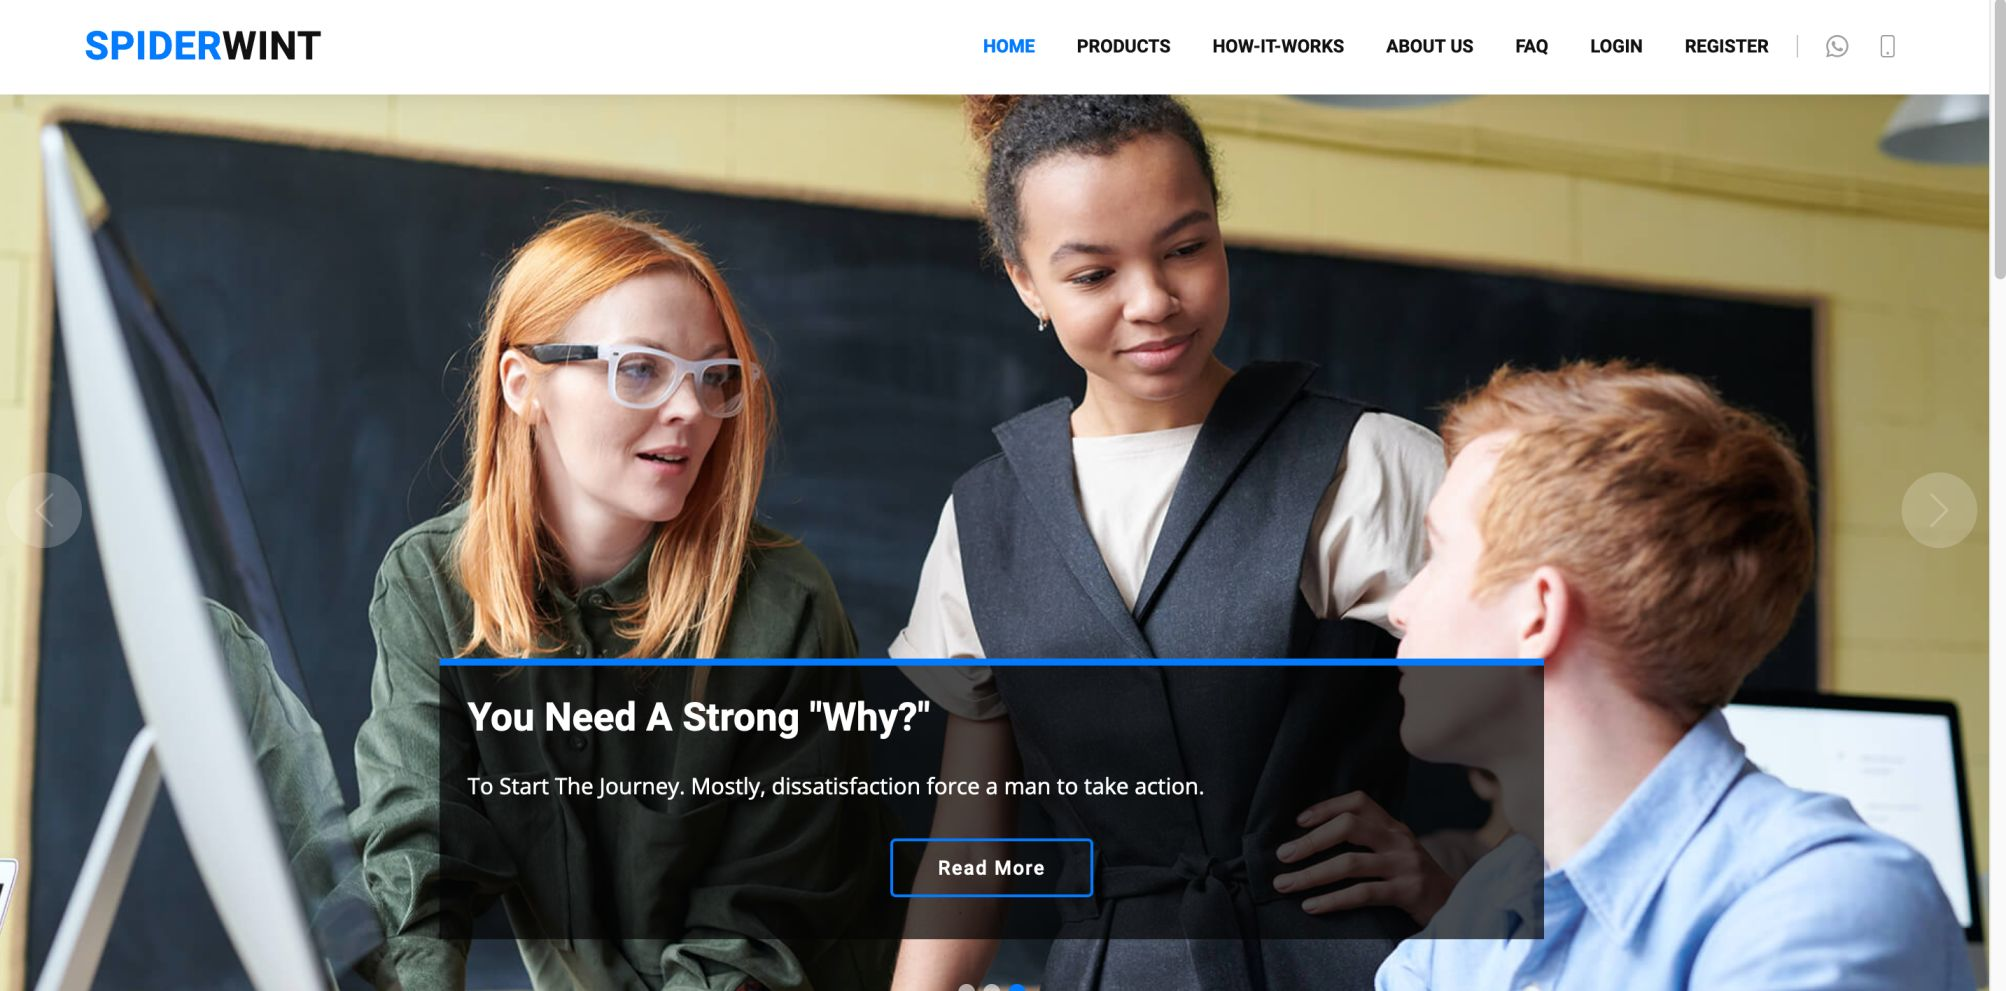 SPIDERWINT
HOME PRODUCTS HOW-IT-WORKS ABOUT US FAQ LOGIN REGISTER
You Need A Strong "Why?"
To Start The Journey. Mostly, dissatisfaction force a man to take action.
Read More